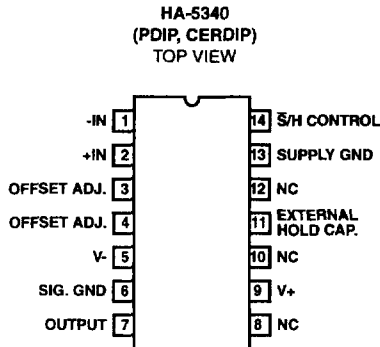 HA-5340
(PDIP, CERDIP)
TOP VIEW
-IN 1
+IN 2
OFFSET ADJ. 3
OFFSET ADJ. 4
V- 5
SIG. GND 6
OUTPUT 7
14 S̅/H CONTROL
13 SUPPLY GND
12 NC
11 EXTERNAL
HOLD CAP.
10 NC
9 V+
8 NC